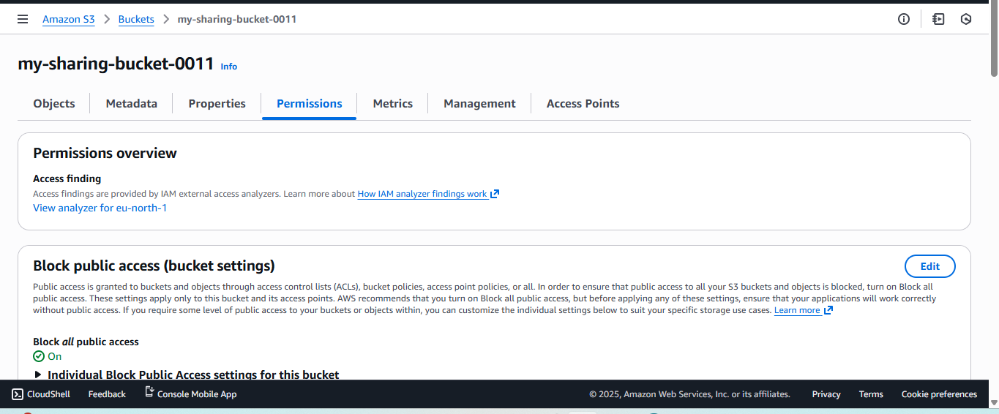 Amazon S3 > Buckets > my-sharing-bucket-0011
my-sharing-bucket-0011 Info
Objects Metadata Properties Permissions Metrics Management Access Points
Permissions overview
Access finding
Access findings are provided by IAM external access analyzers. Learn more about How IAM analyzer findings work
View analyzer for eu-north-1
Block public access (bucket settings)
Edit
Public access is granted to buckets and objects through access control lists (ACLs), bucket policies, access point policies, or all. In order to ensure that public access to all your S3 buckets and objects is blocked, turn on Block all
public access. These settings apply only to this bucket and its access points. AWS recommends that you turn on Block all public access, but before applying any of these settings, ensure that your applications will work correctly
without public access. If you require some level of public access to your buckets or objects within, you can customize the individual settings below to suit your specific storage use cases. Learn more
Block all public access
On
Individual Block Public Access settings for this bucket
CloudShell Feedback Console Mobile App © 2025, Amazon Web Services, Inc. or its affiliates. Privacy Terms Cookie preferences